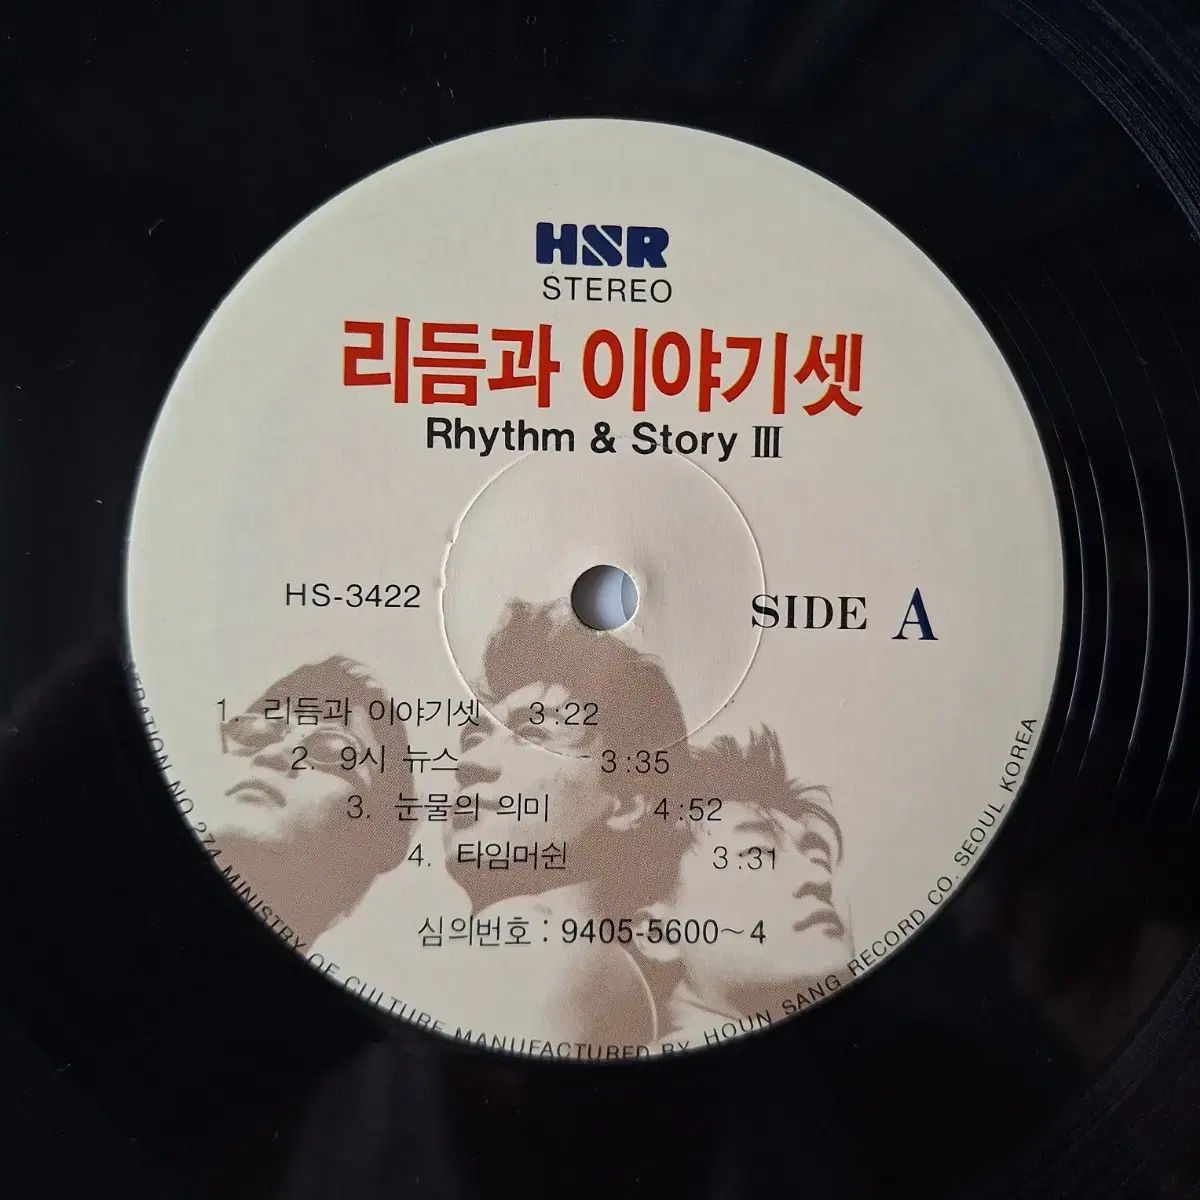 HSR
STEREO
리듬과 이야기셋
Rhythm & Story Ⅲ
HS-3422
SIDE A
1. 리듬과 이야기셋 3:22
2. 9시 뉴스 3:35
3. 눈물의 의미 4:52
4. 타임머쉰 3:31
심의번호 : 9405-5600~4
NO. 274 MINISTRY OF CULTURE MANUFACTURED BY HOUN SANG RECORD CO. SEOUL KOREA